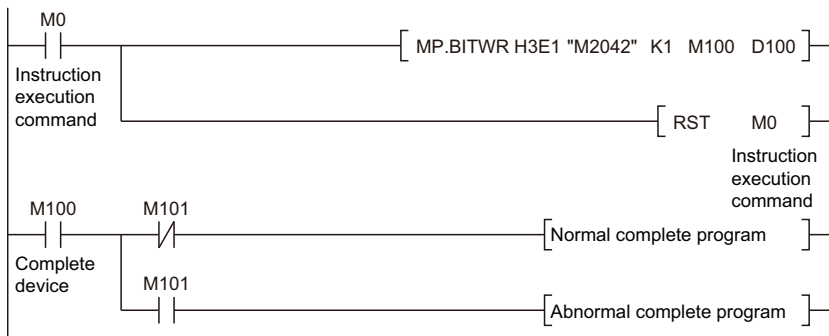 M0
MP.BITWR H3E1 "M2042" K1 M100 D100
Instruction
execution
command
RST M0
Instruction
execution
command
M100
M101
Normal complete program
Complete
device
M101
Abnormal complete program